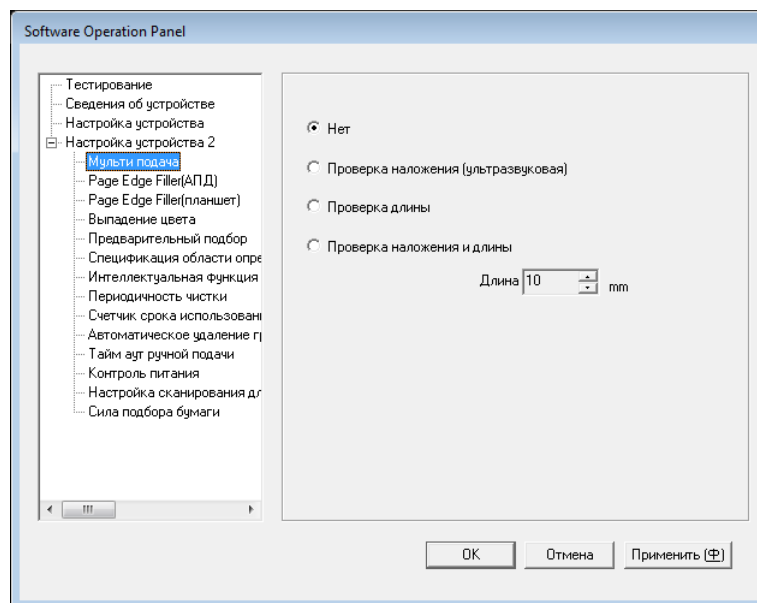 Software Operation Panel
Тестирование
Сведения об устройстве
Настройка устройства
Настройка устройства 2
Мульти подача
Page Edge Filler(АПД)
Page Edge Filler(планшет)
Выпадение цвета
Предварительный подбор
Спецификация области опре
Интеллектуальная функция
Периодичность чистки
Счетчик срока использовани
Автоматическое удаление гр
Тайм аут ручной подачи
Контроль питания
Настройка сканирования дл
Сила подбора бумаги
Нет
Проверка наложения (ультразвуковая)
Проверка длины
Проверка наложения и длины
Длина 10 mm
OK Отмена Применить (Ф)